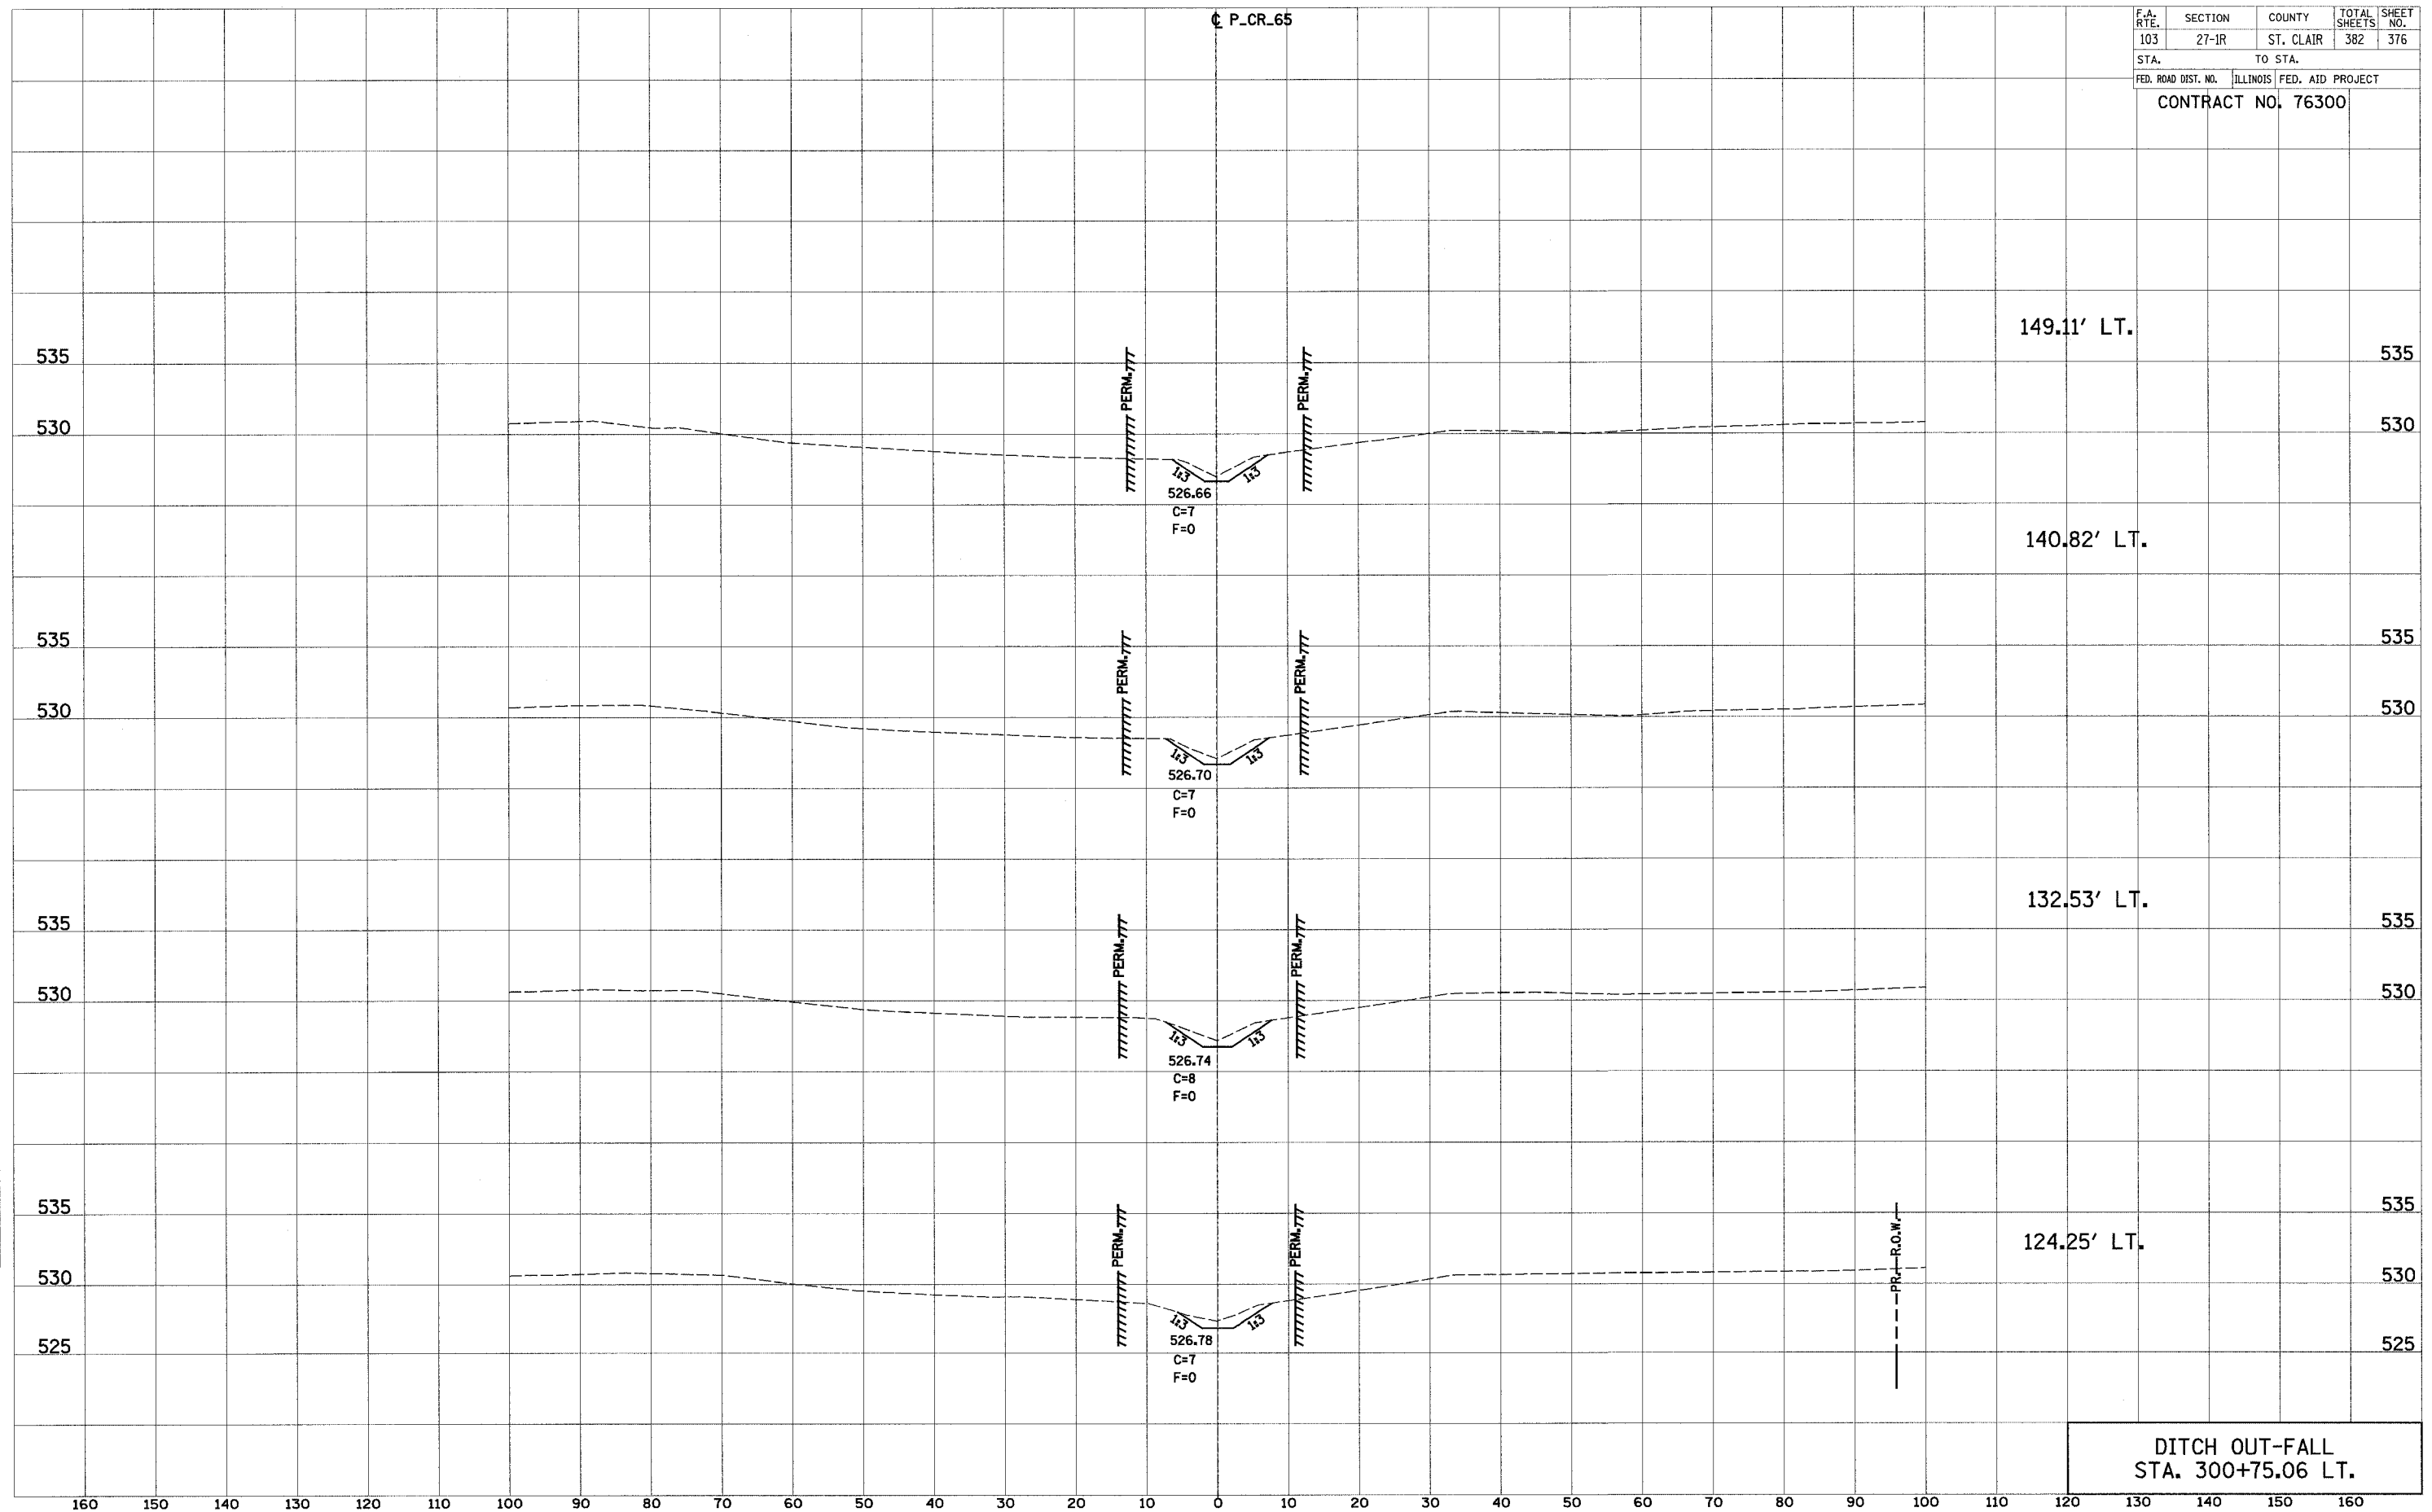 ℄ P_CR_65
F.A. RTE. SECTION COUNTY TOTAL SHEETS SHEET NO.
103 27-1R ST. CLAIR 382 376
STA. TO STA.
FED. ROAD DIST. NO. ILLINOIS FED. AID PROJECT
CONTRACT NO. 76300
149.11' LT.
535 PERM. PERM. 535
530 530
1:3 1:3
526.66
C=7
F=0
140.82' LT.
535 PERM. PERM. 535
530 530
1:3 1:3
526.70
C=7
F=0
132.53' LT.
535 PERM. PERM. 535
530 530
1:3 1:3
526.74
C=8
F=0
535 535
PERM. PERM. PR. R.O.W. 124.25' LT.
530 530
1:3 1:3
526.78
525 525
C=7
F=0
DITCH OUT-FALL
STA. 300+75.06 LT.
160 150 140 130 120 110 100 90 80 70 60 50 40 30 20 10 0 10 20 30 40 50 60 70 80 90 100 110 120 130 140 150 160